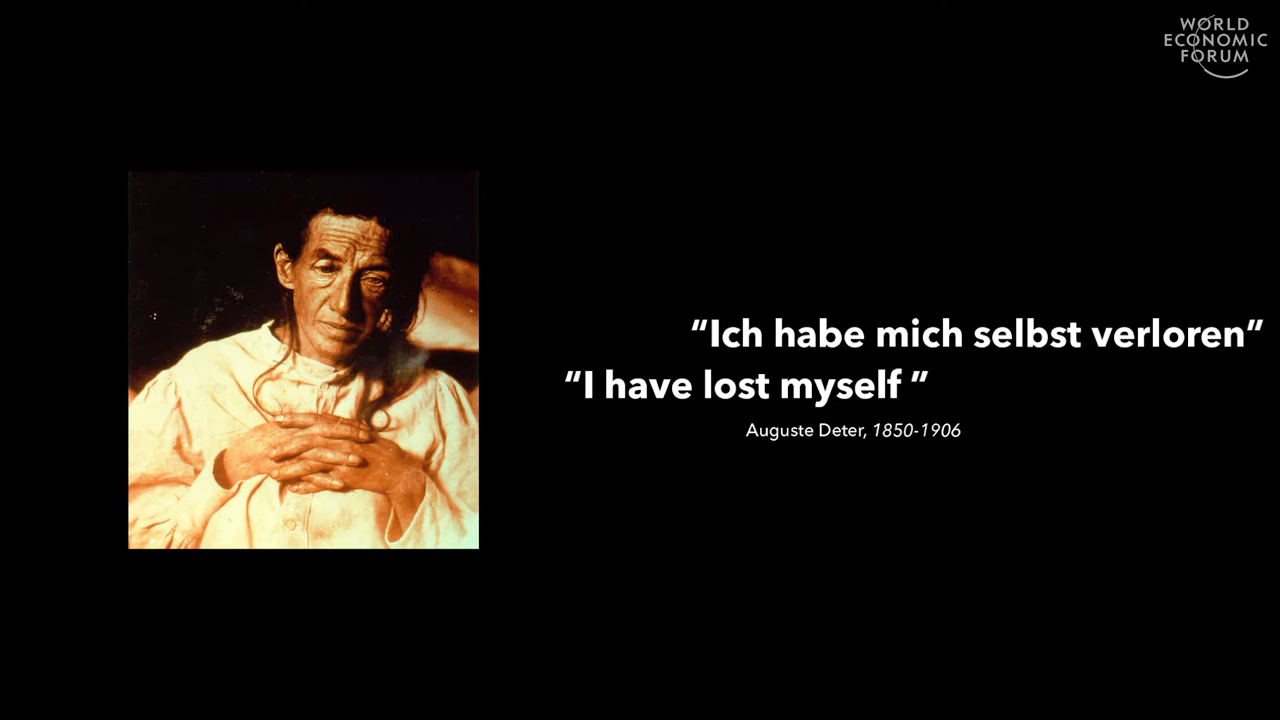 WORLD
ECONOMIC
FORUM
“Ich habe mich selbst verloren”
“I have lost myself ”
Auguste Deter, 1850-1906